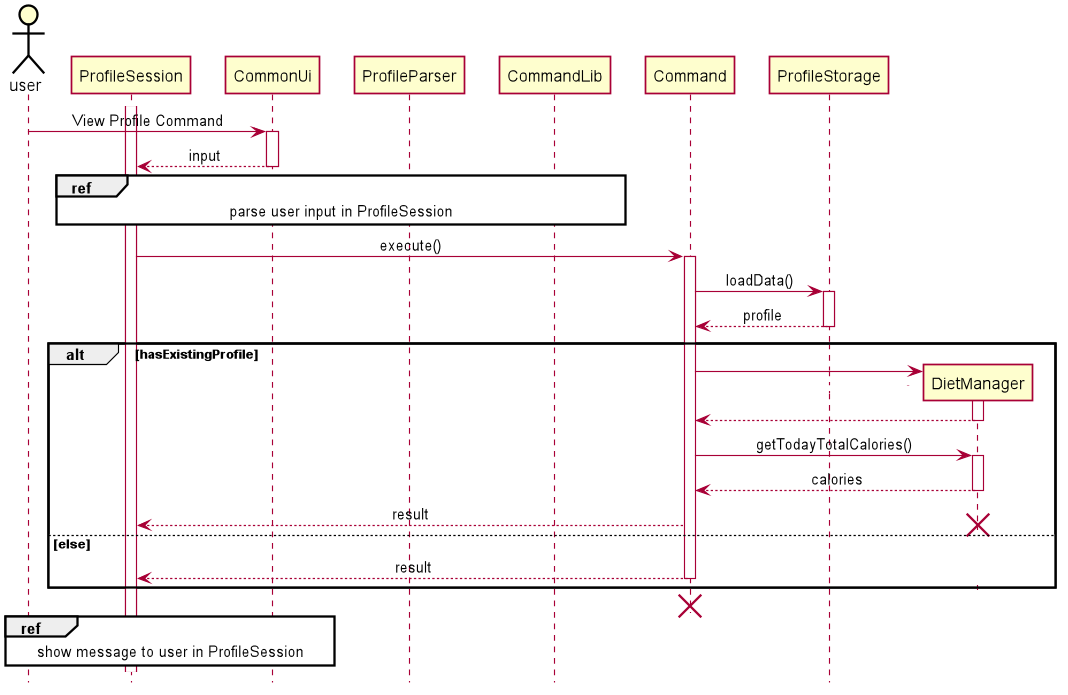 user
ProfileSession
CommonUi
ProfileParser
CommandLib
Command
ProfileStorage
View Profile Command
input
ref
parse user input in ProfileSession
execute()
loadData()
profile
alt
[hasExistingProfile]
DietManager
getTodayTotalCalories()
calories
result
[else]
result
ref
show message to user in ProfileSession